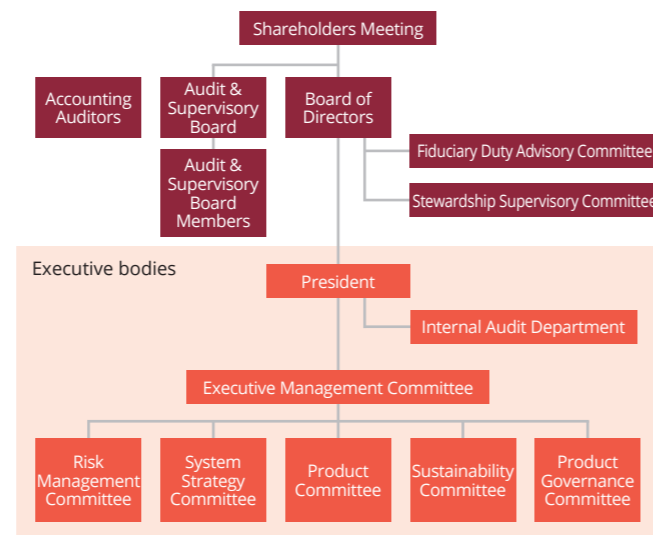 Shareholders Meeting
Accounting
Auditors
Audit &
Supervisory
Board
Board of
Directors
Audit &
Supervisory
Board
Members
Fiduciary Duty Advisory Committee
Stewardship Supervisory Committee
Executive bodies
President
Internal Audit Department
Executive Management Committee
Risk
Management
Committee
System
Strategy
Committee
Product
Committee
Sustainability
Committee
Product
Governance
Committee